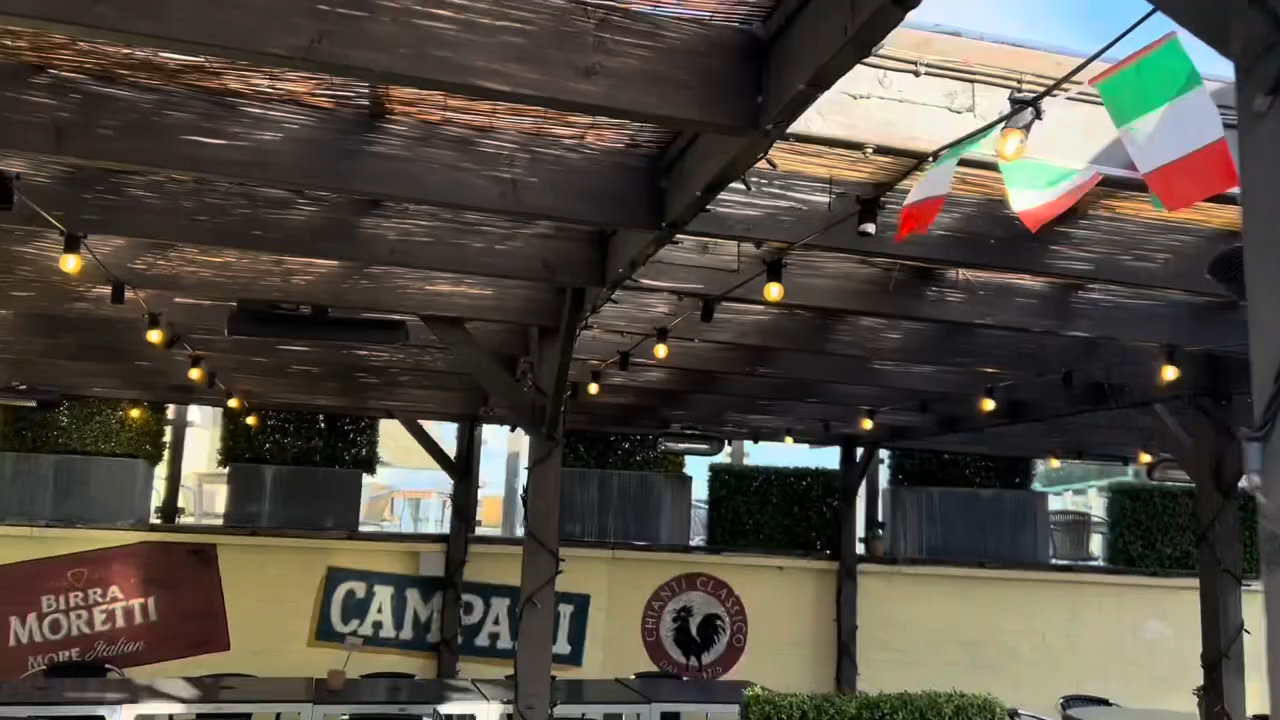 BIRRA
MORETTI
MORE Italian
CAMPARI
CHIANTI CLASSICO